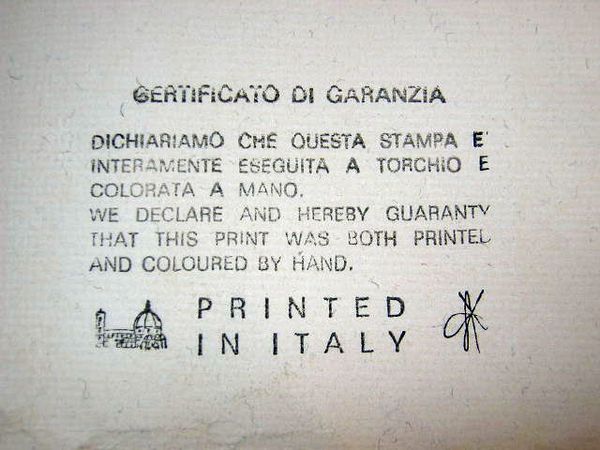 CERTIFICATO DI GARANZIA
DICHIARIAMO CHE QUESTA STAMPA E'
INTERAMENTE ESEGUITA A TORCHIO E
COLORATA A MANO.
WE DECLARE AND HEREBY GUARANTY
THAT THIS PRINT WAS BOTH PRINTED
AND COLOURED BY HAND.
PRINTED
IN ITALY